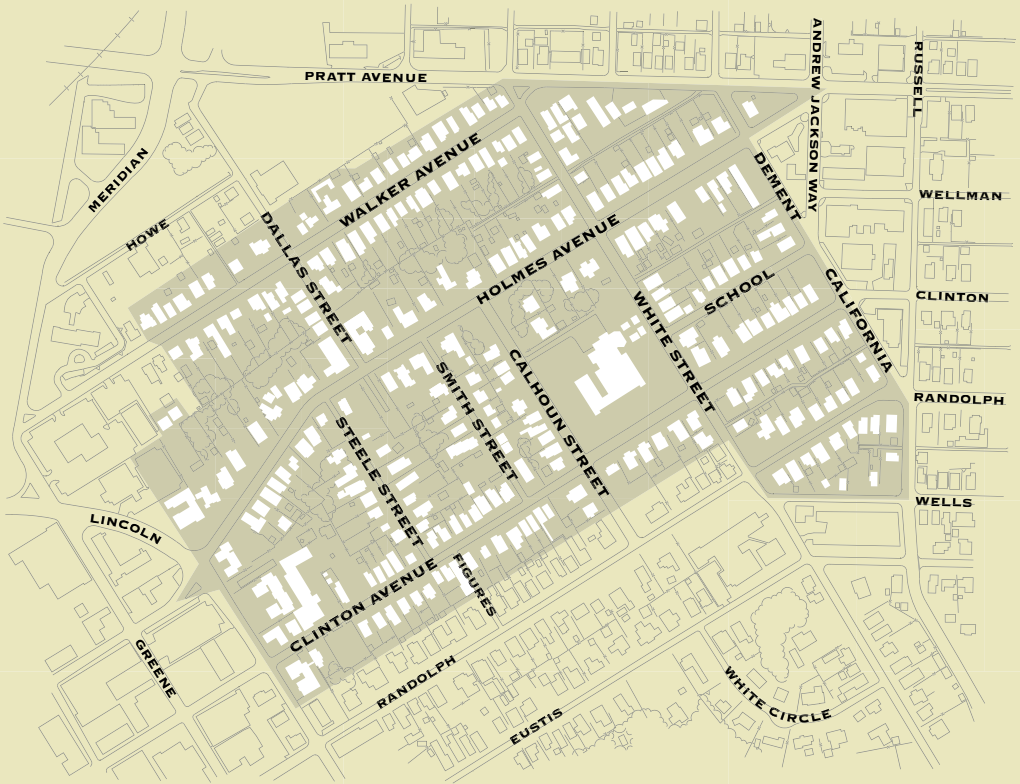 PRATT AVENUE
ANDREW JACKSON WAY
RUSSELL
MERIDIAN
WALKER AVENUE
DEMENT
WELLMAN
HOWE
DALLAS STREET
HOLMES AVENUE
SCHOOL
WHITE STREET
CALIFORNIA
CLINTON
SMITH STREET
CALHOUN STREET
RANDOLPH
STEELE STREET
LINCOLN
WELLS
CLINTON AVENUE
FIGURES
GREENE
RANDOLPH
EUSTIS
WHITE CIRCLE